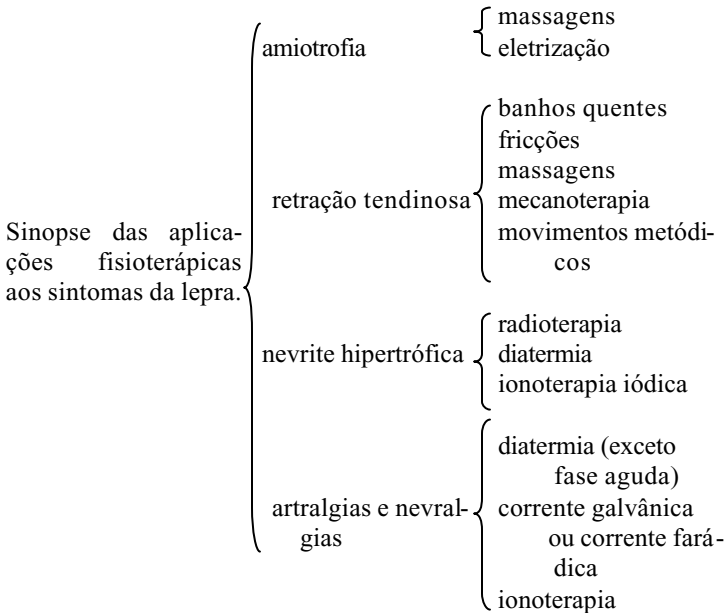 Sinopse das aplica-
ções fisioterápicas
aos sintomas da lepra.
amiotrofia
massagens
eletrização
retração tendinosa
banhos quentes
fricções
massagens
mecanoterapia
movimentos metódi-
cos
nevrite hipertrófica
radioterapia
diatermia
ionoterapia iódica
artralgias e nevral-
gias
diatermia (exceto
fase aguda)
corrente galvânica
ou corrente fará-
dica
ionoterapia